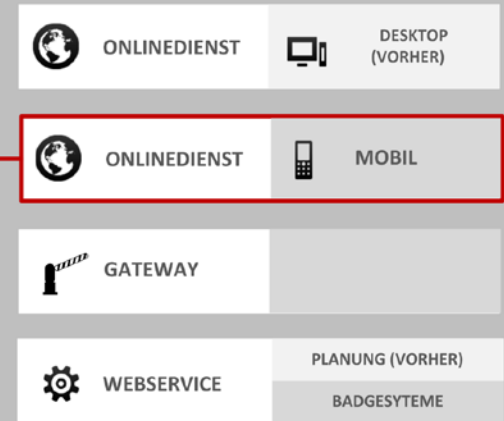 ONLINEDIENST
DESKTOP
(VORHER)
ONLINEDIENST
MOBIL
GATEWAY
WEBSERVICE
PLANUNG (VORHER)
BADGESYTEME